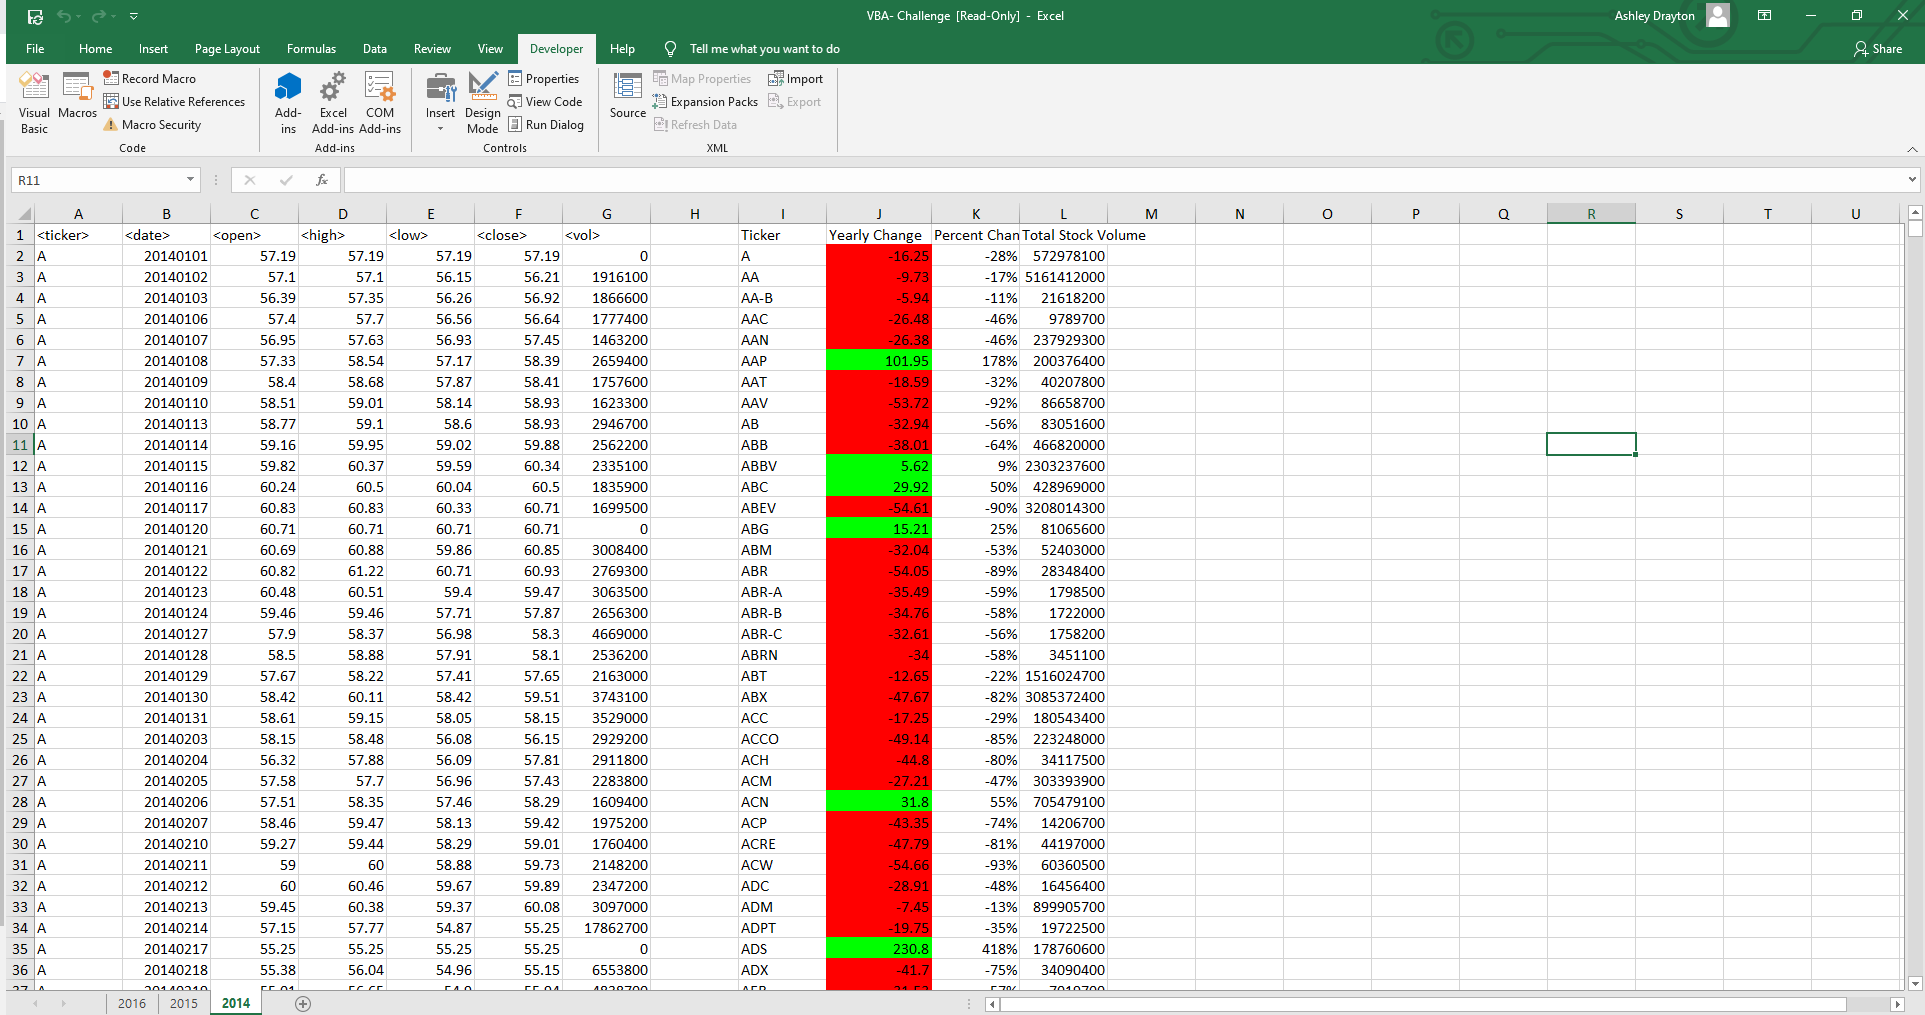 VBA- Challenge [Read-Only] - Excel
Ashley Drayton
File Home Insert Page Layout Formulas Data Review View Developer Help Tell me what you want to do Share
Visual Basic
Macros
Record Macro
Use Relative References
Macro Security
Code
Add-ins
Excel Add-ins
COM Add-ins
Add-ins
Insert
Design Mode
Properties
View Code
Run Dialog
Controls
Source
Map Properties
Expansion Packs
Refresh Data
Import
Export
XML
R11 fx
A B C D E F G H I J K L M N O P Q R S T U
1 <ticker> <date> <open> <high> <low> <close> <vol> Ticker Yearly Change Percent Chan Total Stock Volume
2 A 20140101 57.19 57.19 57.19 57.19 0 A -16.25 -28% 572978100
3 A 20140102 57.1 57.1 56.15 56.21 1916100 AA -9.73 -17% 5161412000
4 A 20140103 56.39 57.35 56.26 56.92 1866600 AA-B -5.94 -11% 21618200
5 A 20140106 57.4 57.7 56.56 56.64 1777400 AAC -26.48 -46% 9789700
6 A 20140107 56.95 57.63 56.93 57.45 1463200 AAN -26.38 -46% 237929300
7 A 20140108 57.33 58.54 57.17 58.39 2659400 AAP 101.95 178% 200376400
8 A 20140109 58.4 58.68 57.87 58.41 1757600 AAT -18.59 -32% 40207800
9 A 20140110 58.51 59.01 58.14 58.93 1623300 AAV -53.72 -92% 86658700
10 A 20140113 58.77 59.1 58.6 58.93 2946700 AB -32.94 -56% 83051600
11 A 20140114 59.16 59.95 59.02 59.88 2562200 ABB -38.01 -64% 466820000
12 A 20140115 59.82 60.37 59.59 60.34 2335100 ABBV 5.62 9% 2303237600
13 A 20140116 60.24 60.5 60.04 60.5 1835900 ABC 29.92 50% 428969000
14 A 20140117 60.83 60.83 60.33 60.71 1699500 ABEV -54.61 -90% 3208014300
15 A 20140120 60.71 60.71 60.71 60.71 0 ABG 15.21 25% 81065600
16 A 20140121 60.69 60.88 59.86 60.85 3008400 ABM -32.04 -53% 52403000
17 A 20140122 60.82 61.22 60.71 60.93 2769300 ABR -54.05 -89% 28348400
18 A 20140123 60.48 60.51 59.4 59.47 3063500 ABR-A -35.49 -59% 1798500
19 A 20140124 59.46 59.46 57.71 57.87 2656300 ABR-B -34.76 -58% 1722000
20 A 20140127 57.9 58.37 56.98 58.3 4669000 ABR-C -32.61 -56% 1758200
21 A 20140128 58.5 58.88 57.91 58.1 2536200 ABRN -34 -58% 3451100
22 A 20140129 57.67 58.22 57.41 57.65 2163000 ABT -12.65 -22% 1516024700
23 A 20140130 58.42 60.11 58.42 59.51 3743100 ABX -47.67 -82% 3085372400
24 A 20140131 58.61 59.15 58.05 58.15 3529000 ACC -17.25 -29% 180543400
25 A 20140203 58.15 58.48 56.08 56.15 2929200 ACCO -49.14 -85% 223248000
26 A 20140204 56.32 57.88 56.09 57.81 2911800 ACH -44.8 -80% 34117500
27 A 20140205 57.58 57.7 56.96 57.43 2283800 ACM -27.21 -47% 303393900
28 A 20140206 57.51 58.35 57.46 58.29 1609400 ACN 31.8 55% 705479100
29 A 20140207 58.46 59.47 58.13 59.42 1975200 ACP -43.35 -74% 14206700
30 A 20140210 59.27 59.44 58.29 59.01 1760400 ACRE -47.79 -81% 44197000
31 A 20140211 59 60 58.88 59.73 2148200 ACW -54.66 -93% 60360500
32 A 20140212 60 60.46 59.67 59.89 2347200 ADC -28.91 -48% 16456400
33 A 20140213 59.45 60.38 59.37 60.08 3097000 ADM -7.45 -13% 899905700
34 A 20140214 57.15 57.77 54.87 55.25 17862700 ADPT -19.75 -35% 19722500
35 A 20140217 55.25 55.25 55.25 55.25 0 ADS 230.8 418% 178760600
36 A 20140218 55.38 56.04 54.96 55.15 6553800 ADX -41.7 -75% 34090400
2016 2015 2014